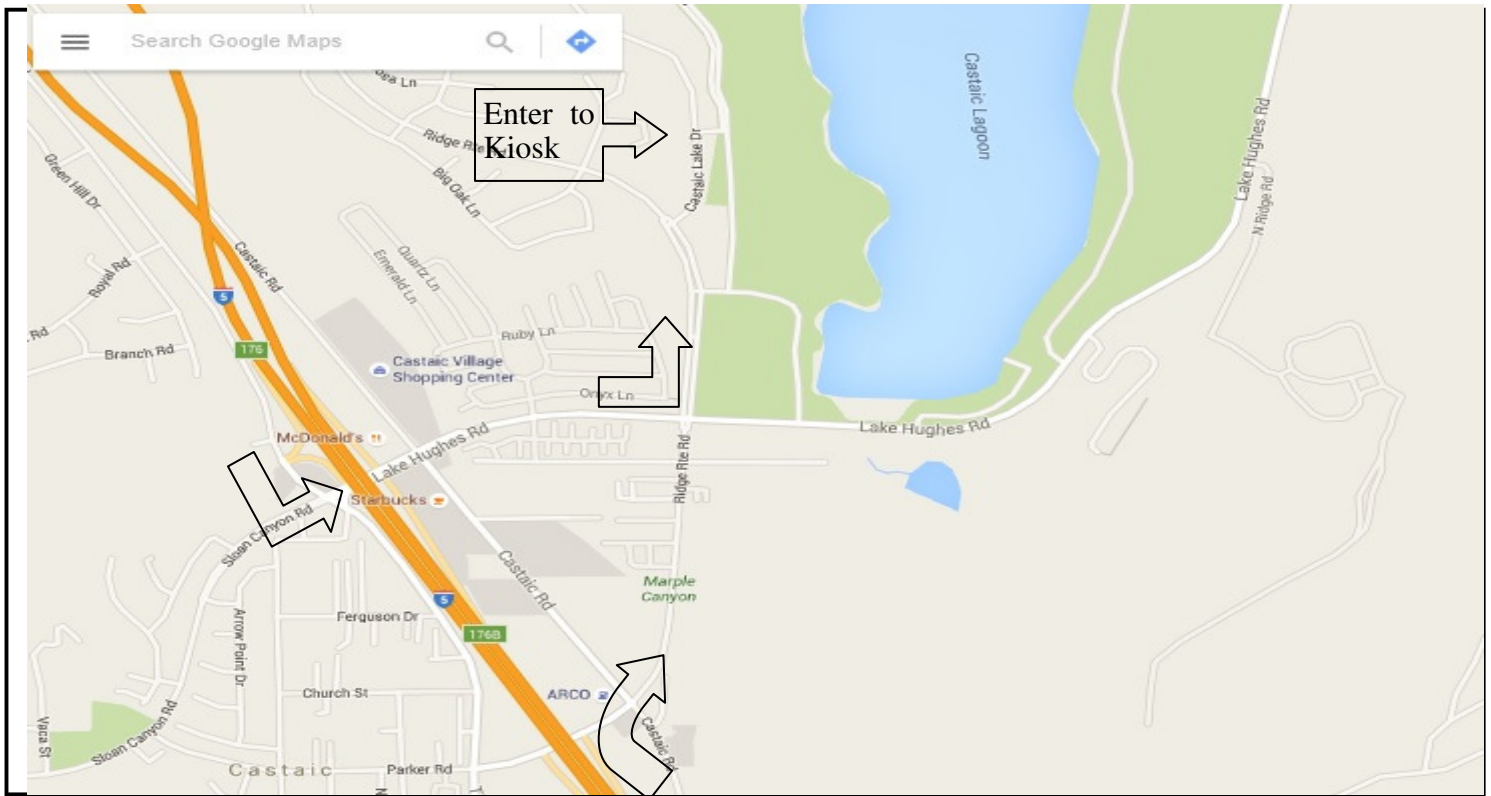 Search Google Maps
Ln
Enter to
Kiosk
Ridge Rte Rd
Castaic Lake Dr
Castaic Lagoon
Lake Hughes Rd
N Ridge Rd
Green Hill Dr
Big Oak Ln
Castaic Rd
Quartz Ln
Emerald Ln
Royal Rd
5
Rd
Branch Rd
176
Ruby Ln
Castaic Village
Shopping Center
Onyx Ln
McDonald's
Lake Hughes Rd
Lake Hughes Rd
Ridge Rte Rd
Starbucks
Sloan Canyon Rd
Castaic Rd
Marple
Canyon
5
Ferguson Dr
Arrow Point Dr
176B
Church St
ARCO
Vaca St
Sloan Canyon Rd
Castaic Rd
Castaic
Parker Rd
N
T